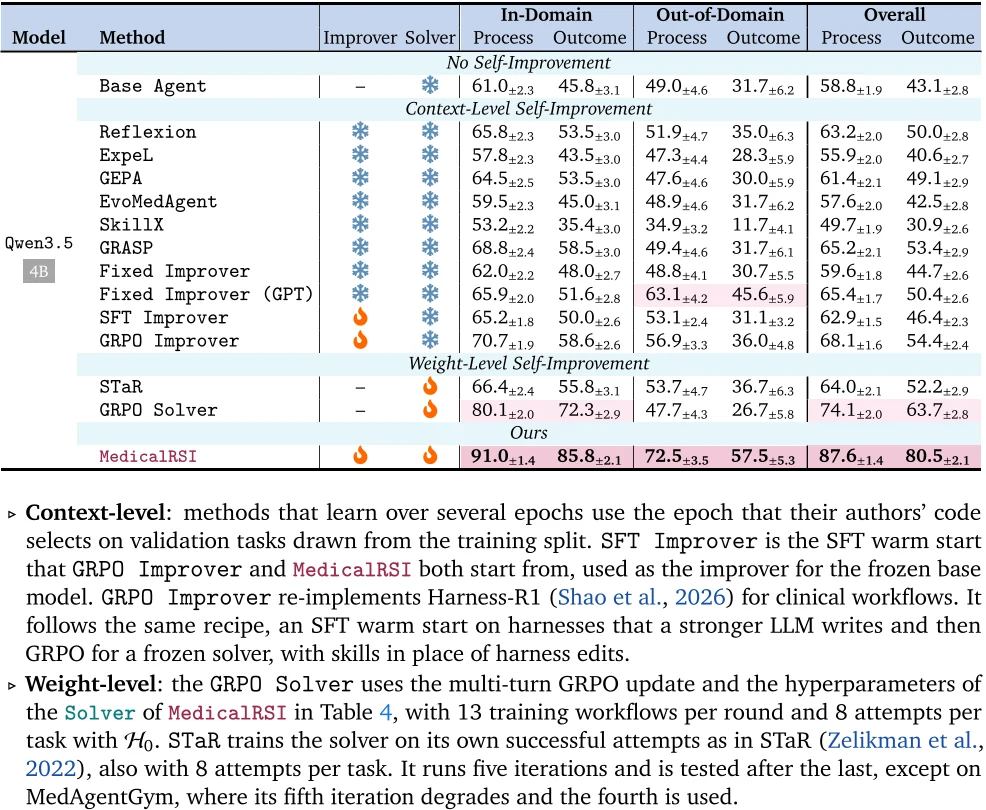 In-Domain Out-of-Domain Overall
Model Method Improver Solver Process Outcome Process Outcome Process Outcome
No Self-Improvement
Base Agent – 61.0±2.3 45.8±3.1 49.0±4.6 31.7±6.2 58.8±1.9 43.1±2.8
Context-Level Self-Improvement
Reflexion 65.8±2.3 53.5±3.0 51.9±4.7 35.0±6.3 63.2±2.0 50.0±2.8
ExpeL 57.8±2.3 43.5±3.0 47.3±4.4 28.3±5.9 55.9±2.0 40.6±2.7
GEPA 64.5±2.5 53.5±3.0 47.6±4.6 30.0±5.9 61.4±2.1 49.1±2.9
EvoMedAgent 59.5±2.3 45.0±3.1 48.9±4.6 31.7±6.2 57.6±2.0 42.5±2.8
SkillX 53.2±2.2 35.4±3.0 34.9±3.2 11.7±4.1 49.7±1.9 30.9±2.6
Qwen3.5
GRASP 68.8±2.4 58.5±3.0 49.4±4.6 31.7±6.1 65.2±2.1 53.4±2.9
4B
Fixed Improver 62.0±2.2 48.0±2.7 48.8±4.1 30.7±5.5 59.6±1.8 44.7±2.6
Fixed Improver (GPT) 65.9±2.0 51.6±2.8 63.1±4.2 45.6±5.9 65.4±1.7 50.4±2.6
SFT Improver 65.2±1.8 50.0±2.6 53.1±2.4 31.1±3.2 62.9±1.5 46.4±2.3
GRPO Improver 70.7±1.9 58.6±2.6 56.9±3.3 36.0±4.8 68.1±1.6 54.4±2.4
Weight-Level Self-Improvement
STaR – 66.4±2.4 55.8±3.1 53.7±4.7 36.7±6.3 64.0±2.1 52.2±2.9
GRPO Solver – 80.1±2.0 72.3±2.9 47.7±4.3 26.7±5.8 74.1±2.0 63.7±2.8
Ours
MedicalRSI 91.0±1.4 85.8±2.1 72.5±3.5 57.5±5.3 87.6±1.4 80.5±2.1
▹ Context-level: methods that learn over several epochs use the epoch that their authors’ code
selects on validation tasks drawn from the training split. SFT Improver is the SFT warm start
that GRPO Improver and MedicalRSI both start from, used as the improver for the frozen base
model. GRPO Improver re-implements Harness-R1 (Shao et al., 2026) for clinical workflows. It
follows the same recipe, an SFT warm start on harnesses that a stronger LLM writes and then
GRPO for a frozen solver, with skills in place of harness edits.
▹ Weight-level: the GRPO Solver uses the multi-turn GRPO update and the hyperparameters of
the Solver of MedicalRSI in Table 4, with 13 training workflows per round and 8 attempts per
task with H₀. STaR trains the solver on its own successful attempts as in STaR (Zelikman et al.,
2022), also with 8 attempts per task. It runs five iterations and is tested after the last, except on
MedAgentGym, where its fifth iteration degrades and the fourth is used.